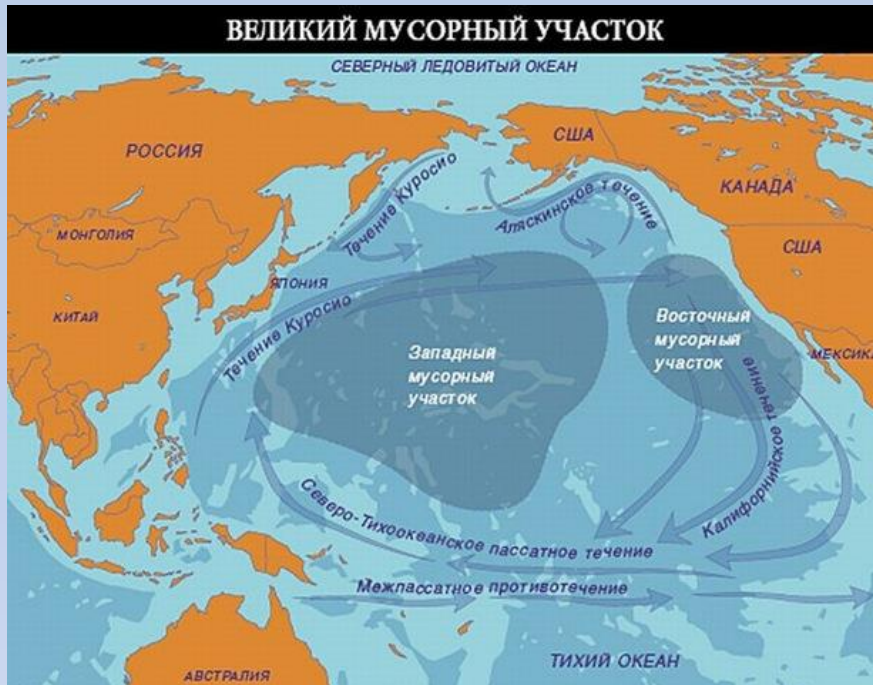 ВЕЛИКИЙ МУСОРНЫЙ УЧАСТОК
СЕВЕРНЫЙ ЛЕДОВИТЫЙ ОКЕАН
РОССИЯ
США
КАНАДА
Течение Куросио
Аляскинское течение
МОНГОЛИЯ
США
ЯПОНИЯ
КИТАЙ
Течение Куросио
Западный
мусорный
участок
Восточный
мусорный
участок
МЕКСИКА
Калифорнийское течение
Северо-Тихоокеанское пассатное течение
Межпассатное противотечение
ТИХИЙ ОКЕАН
АВСТРАЛИЯ